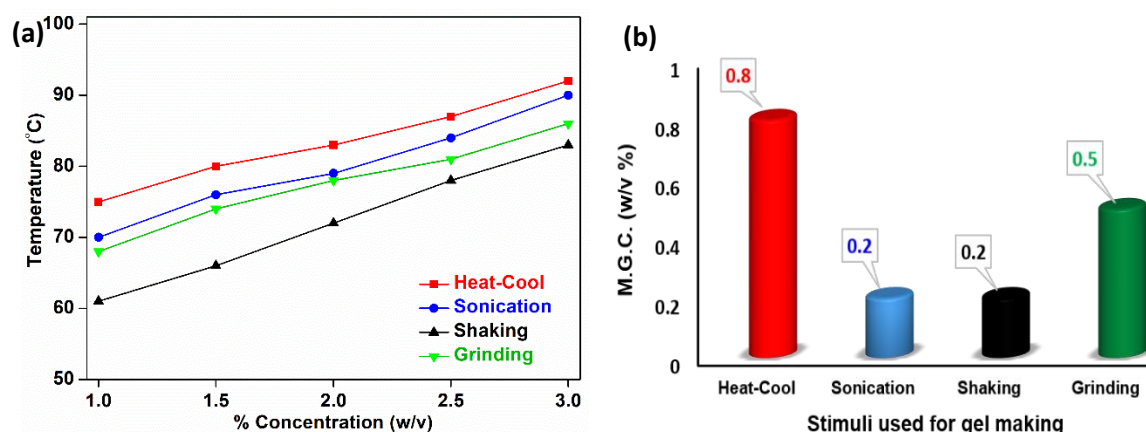 (a)
100
90
80
70
60
50
Temperature (°C)
Heat-Cool
Sonication
Shaking
Grinding
1.0 1.5 2.0 2.5 3.0
% Concentration (w/v)
(b)
1
0.8
0.6
0.4
0.2
0
M.G.C. (w/v %)
0.8
0.2
0.2
0.5
Heat-Cool Sonication Shaking Grinding
Stimuli used for gel making